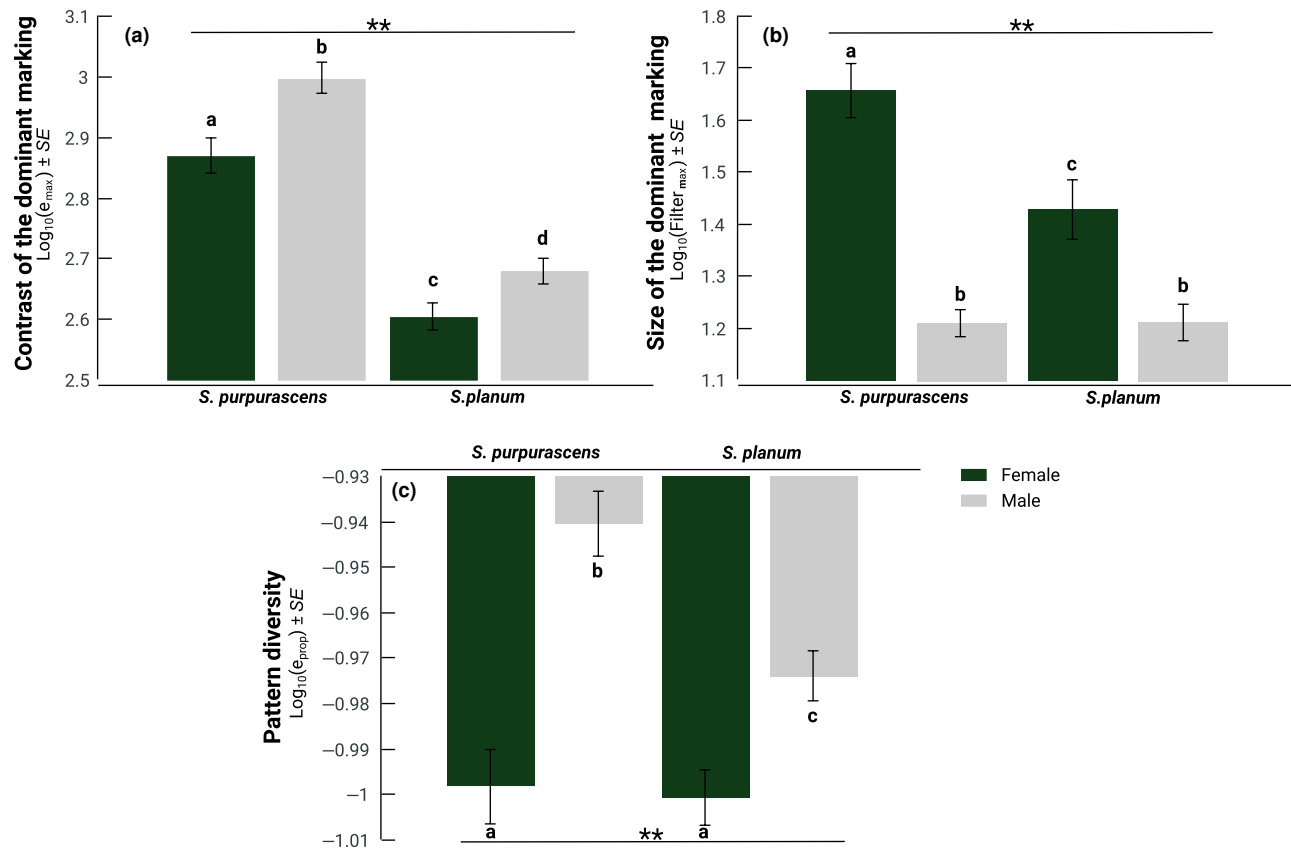 Contrast of the dominant marking
Log10(emax) ± SE
3.1
3
2.9
2.8
2.7
2.6
2.5
(a)
**
a
b
c
d
S. purpurascens
S.planum
Size of the dominant marking
Log10(Filter max) ± SE
1.8
1.7
1.6
1.5
1.4
1.3
1.2
1.1
(b)
**
a
b
c
b
S. purpurascens
S.planum
Pattern diversity
Log10(eprop) ± SE
S. purpurascens
S. planum
−0.93
−0.94
−0.95
−0.96
−0.97
−0.98
−0.99
−1
−1.01
(c)
a
b
a
c
**
Female
Male